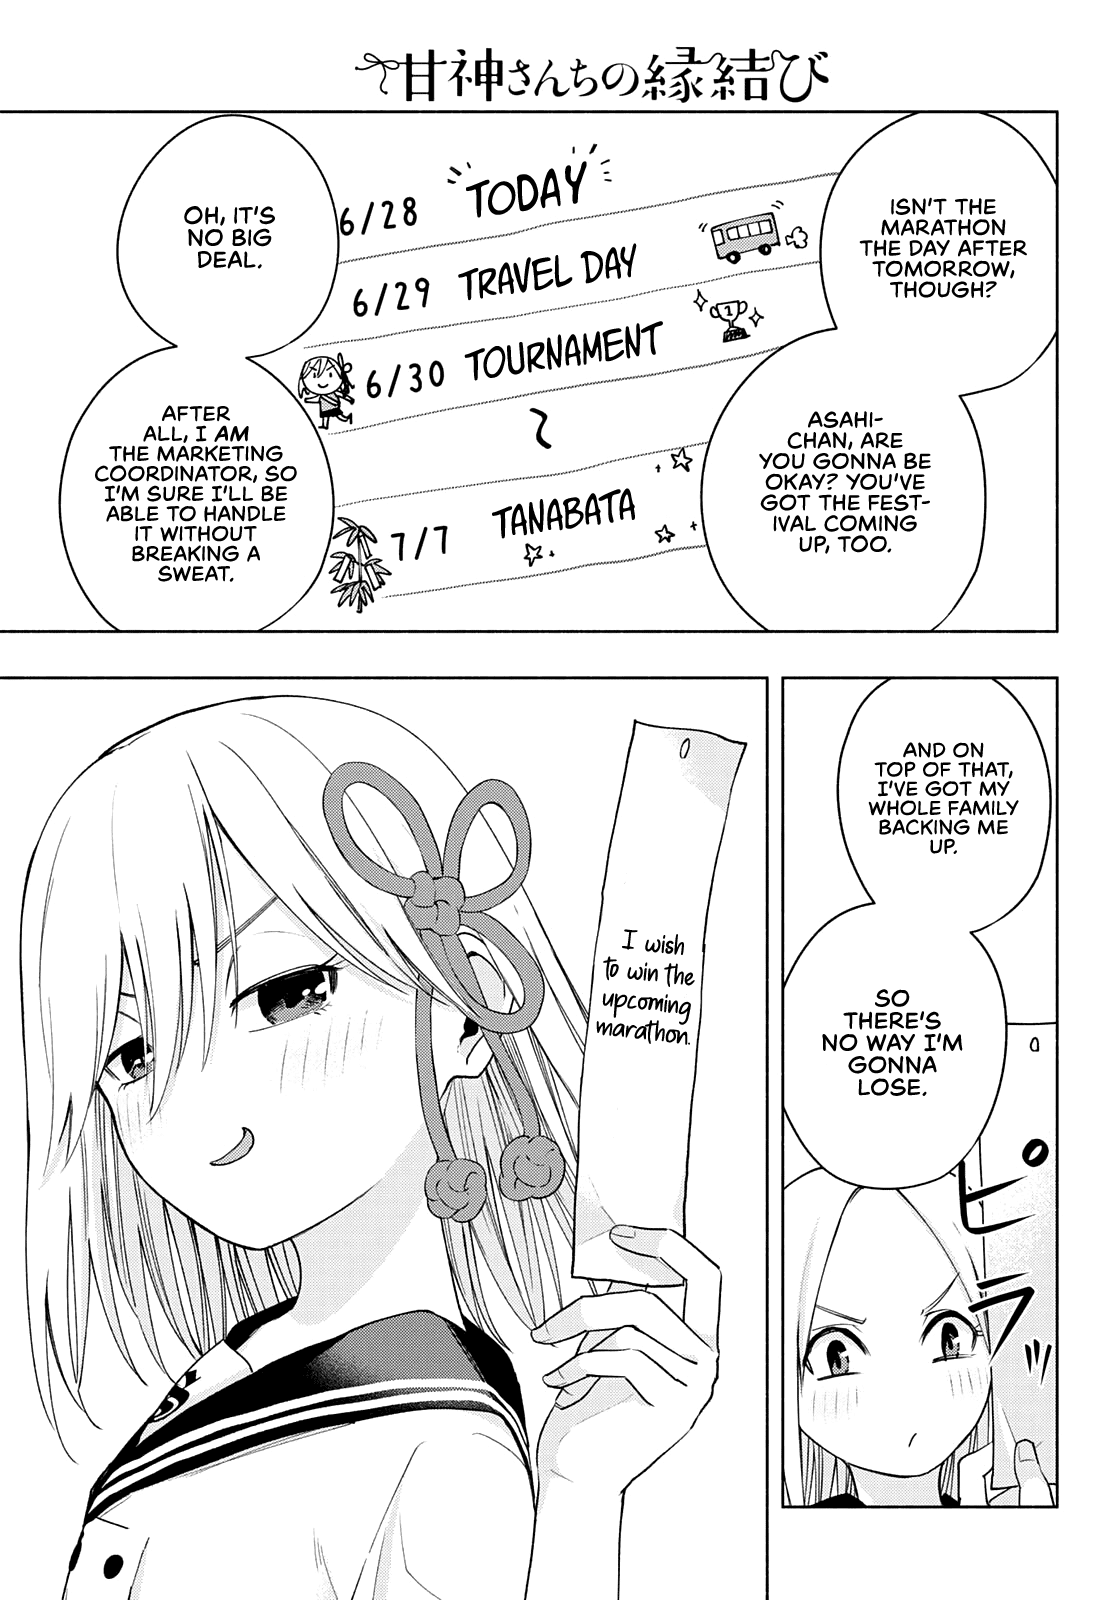 甘神さんちの縁結び
ISN'T THE
MARATHON
THE DAY AFTER
TOMORROW,
THOUGH?
ASAHI-
CHAN, ARE
YOU GONNA BE
OKAY? YOU'VE
GOT THE FEST-
IVAL COMING
UP, TOO.
6/28 TODAY
6/29 TRAVEL DAY
1
6/30 TOURNAMENT
~
7/7 TANABATA
OH, IT'S
NO BIG
DEAL.
AFTER
ALL, I AM
THE MARKETING
COORDINATOR, SO
I'M SURE I'LL BE
ABLE TO HANDLE
IT WITHOUT
BREAKING A
SWEAT.
AND ON
TOP OF THAT,
I'VE GOT MY
WHOLE FAMILY
BACKING ME
UP.
SO
THERE'S
NO WAY I'M
GONNA
LOSE.
ピラ
I wish
to win the
upcoming
marathon.